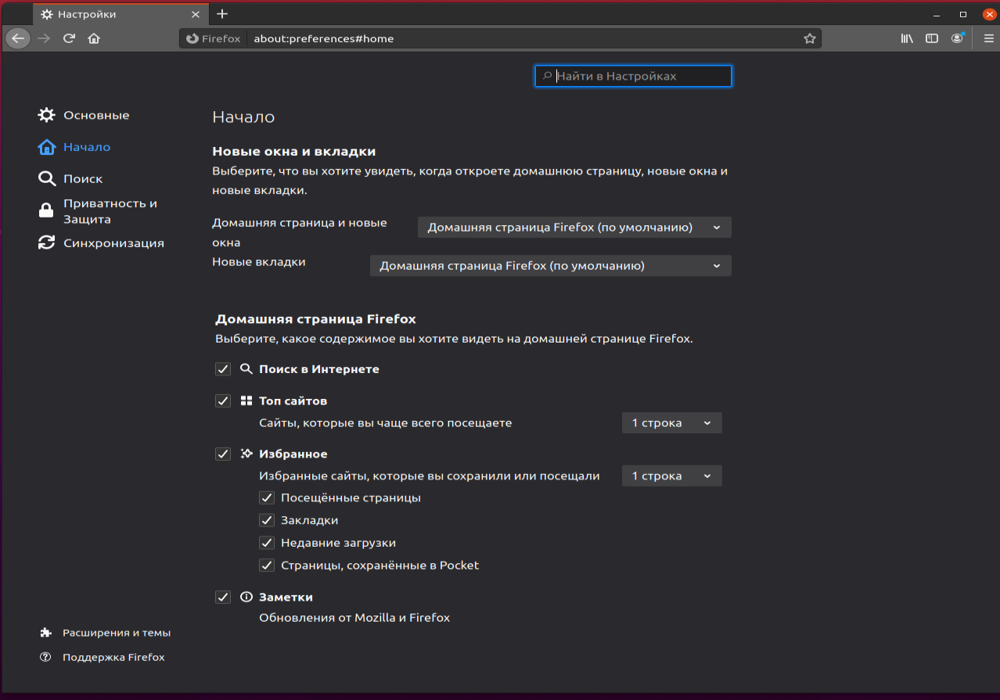 Настройки
Firefox about:preferences#home
Найти в Настройках
Основные
Начало
Поиск
Приватность и
Защита
Синхронизация
Расширения и темы
Поддержка Firefox
Начало
Новые окна и вкладки
Выберите, что вы хотите увидеть, когда откроете домашнюю страницу, новые окна и
новые вкладки.
Домашняя страница и новые
окна
Домашняя страница Firefox (по умолчанию)
Новые вкладки
Домашняя страница Firefox (по умолчанию)
Домашняя страница Firefox
Выберите, какое содержимое вы хотите видеть на домашней странице Firefox.
Поиск в Интернете
Топ сайтов
Сайты, которые вы чаще всего посещаете
1 строка
Избранное
Избранные сайты, которые вы сохранили или посещали
1 строка
Посещённые страницы
Закладки
Недавние загрузки
Страницы, сохранённые в Pocket
Заметки
Обновления от Mozilla и Firefox